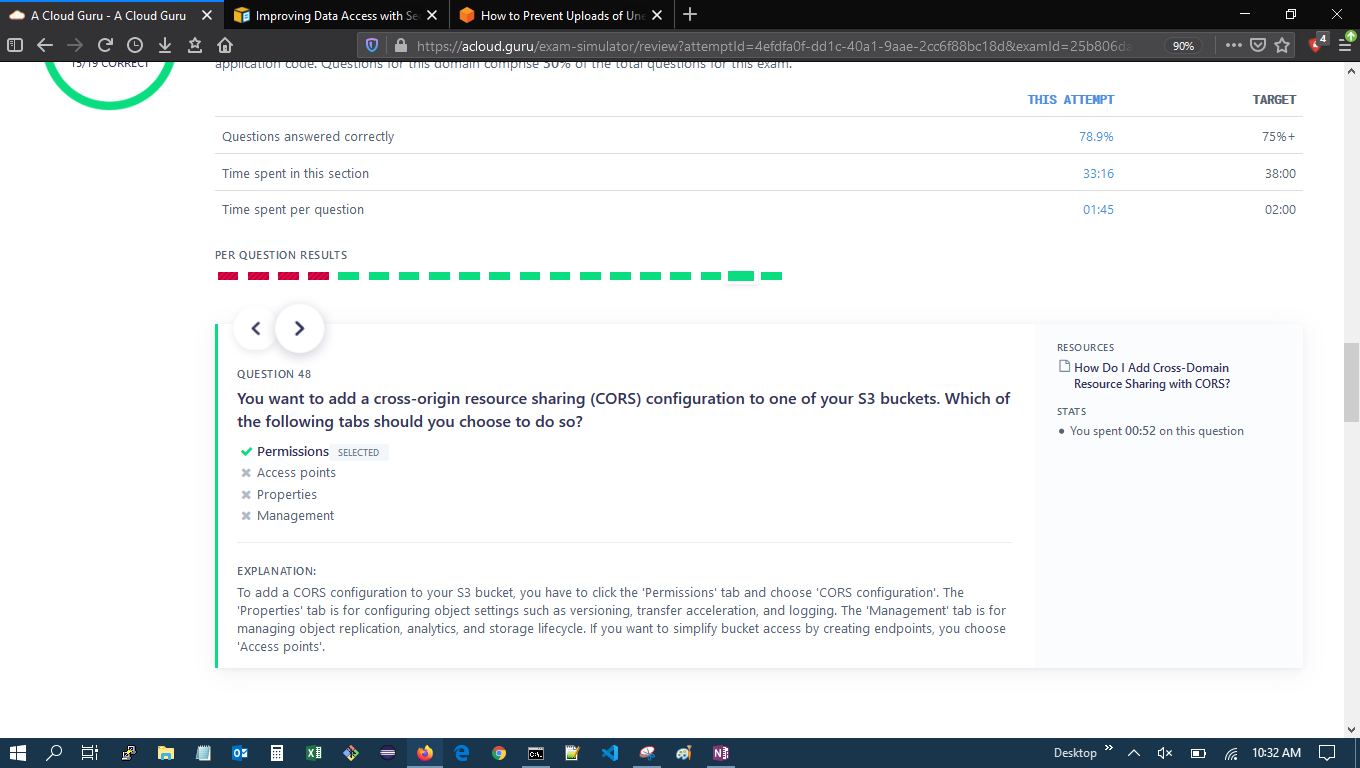 A Cloud Guru - A Cloud Guru
Improving Data Access with Se
How to Prevent Uploads of Une
https://acloud.guru/exam-simulator/review?attemptId=4efdfa0f-dd1c-40a1-9aae-2cc6f88bc18d&examId=25b806da
90%
4
15/19 CORRECT
application code. Questions for this domain comprise 30% of the total questions for this exam.
THIS ATTEMPT TARGET
Questions answered correctly 78.9% 75%+
Time spent in this section 33:16 38:00
Time spent per question 01:45 02:00
PER QUESTION RESULTS
QUESTION 48
You want to add a cross-origin resource sharing (CORS) configuration to one of your S3 buckets. Which of
the following tabs should you choose to do so?
Permissions SELECTED
Access points
Properties
Management
EXPLANATION:
To add a CORS configuration to your S3 bucket, you have to click the 'Permissions' tab and choose 'CORS configuration'. The
'Properties' tab is for configuring object settings such as versioning, transfer acceleration, and logging. The 'Management' tab is for
managing object replication, analytics, and storage lifecycle. If you want to simplify bucket access by creating endpoints, you choose
'Access points'.
RESOURCES
How Do I Add Cross-Domain
Resource Sharing with CORS?
STATS
• You spent 00:52 on this question
Desktop
10:32 AM